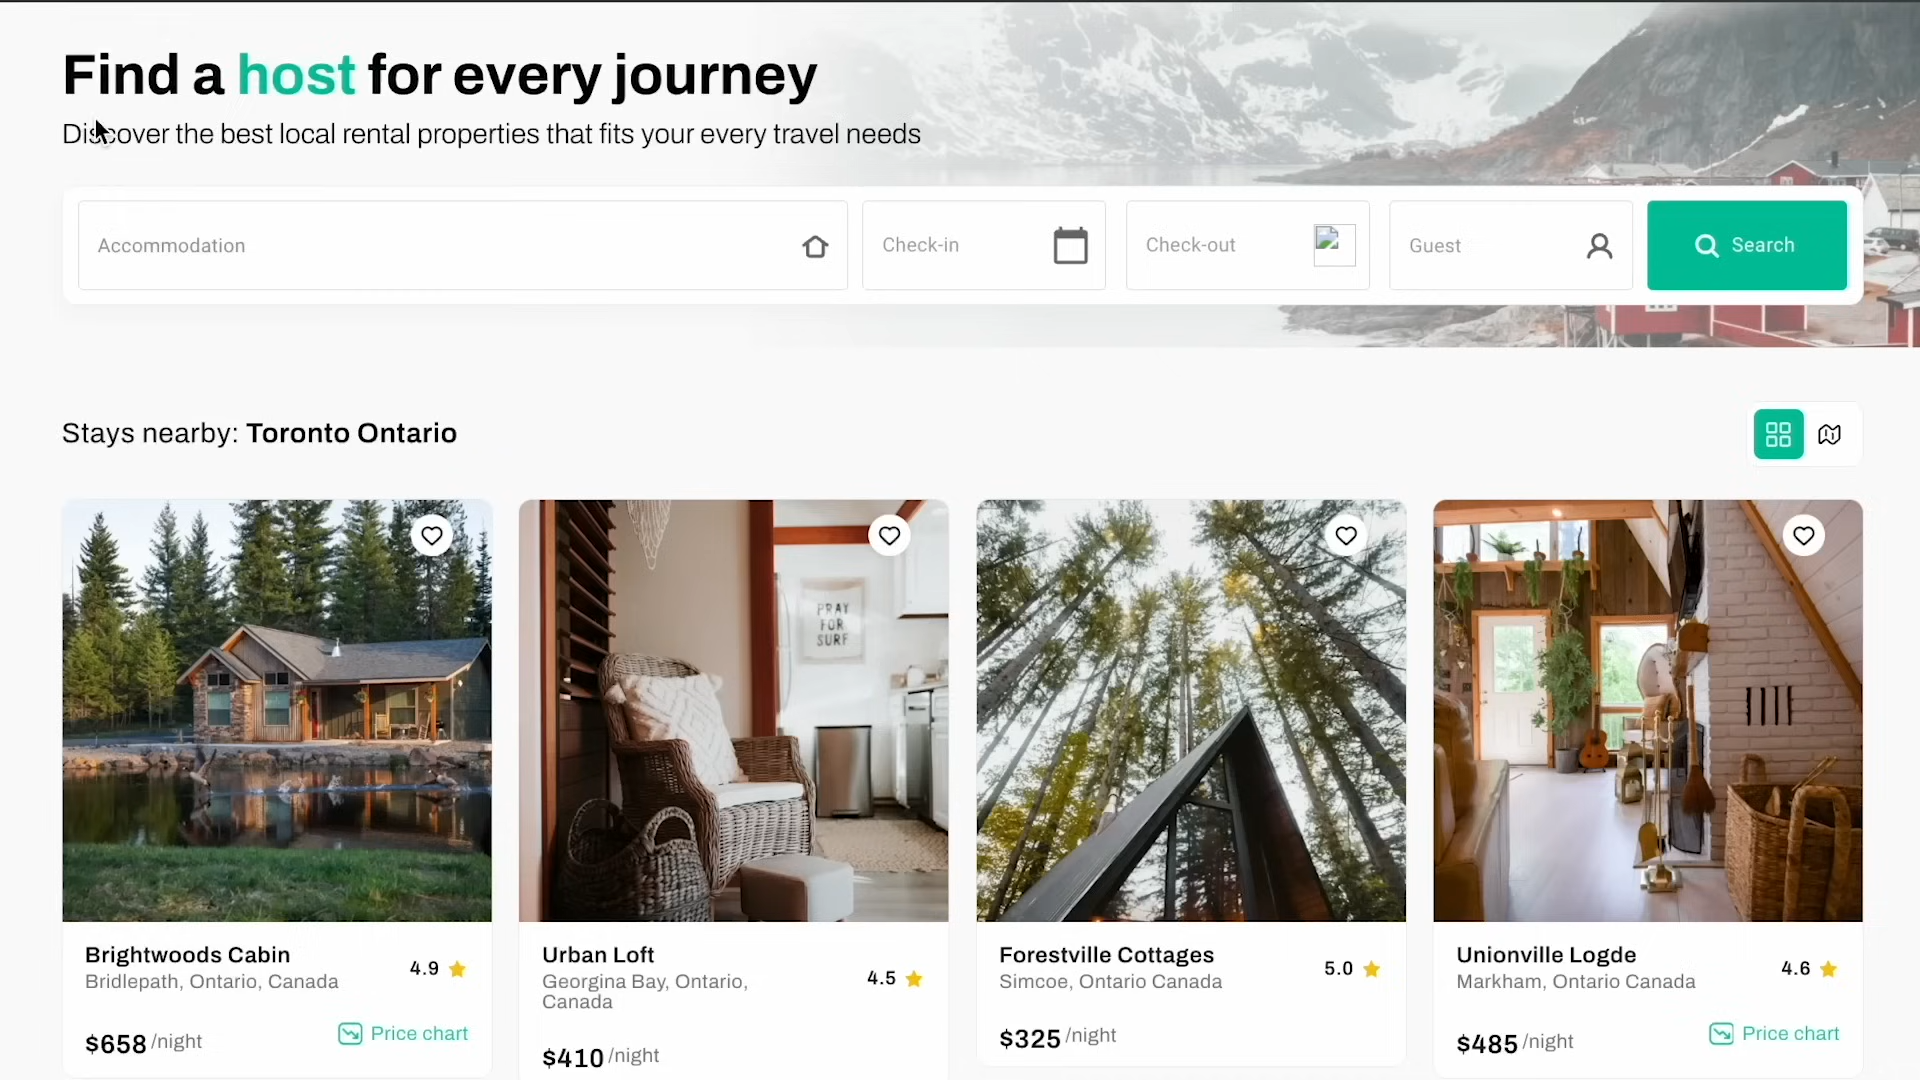 Find a host for every journey
Discover the best local rental properties that fits your every travel needs
Accommodation
Check-in
Check-out
Guest
Search
Stays nearby: Toronto Ontario
PRAY
FOR
SURF
Brightwoods Cabin
Bridlepath, Ontario, Canada
4.9
$658 /night
Price chart
Urban Loft
Georgina Bay, Ontario,
Canada
4.5
$410 /night
Forestville Cottages
Simcoe, Ontario Canada
5.0
$325 /night
Unionville Logde
Markham, Ontario Canada
4.6
$485 /night
Price chart